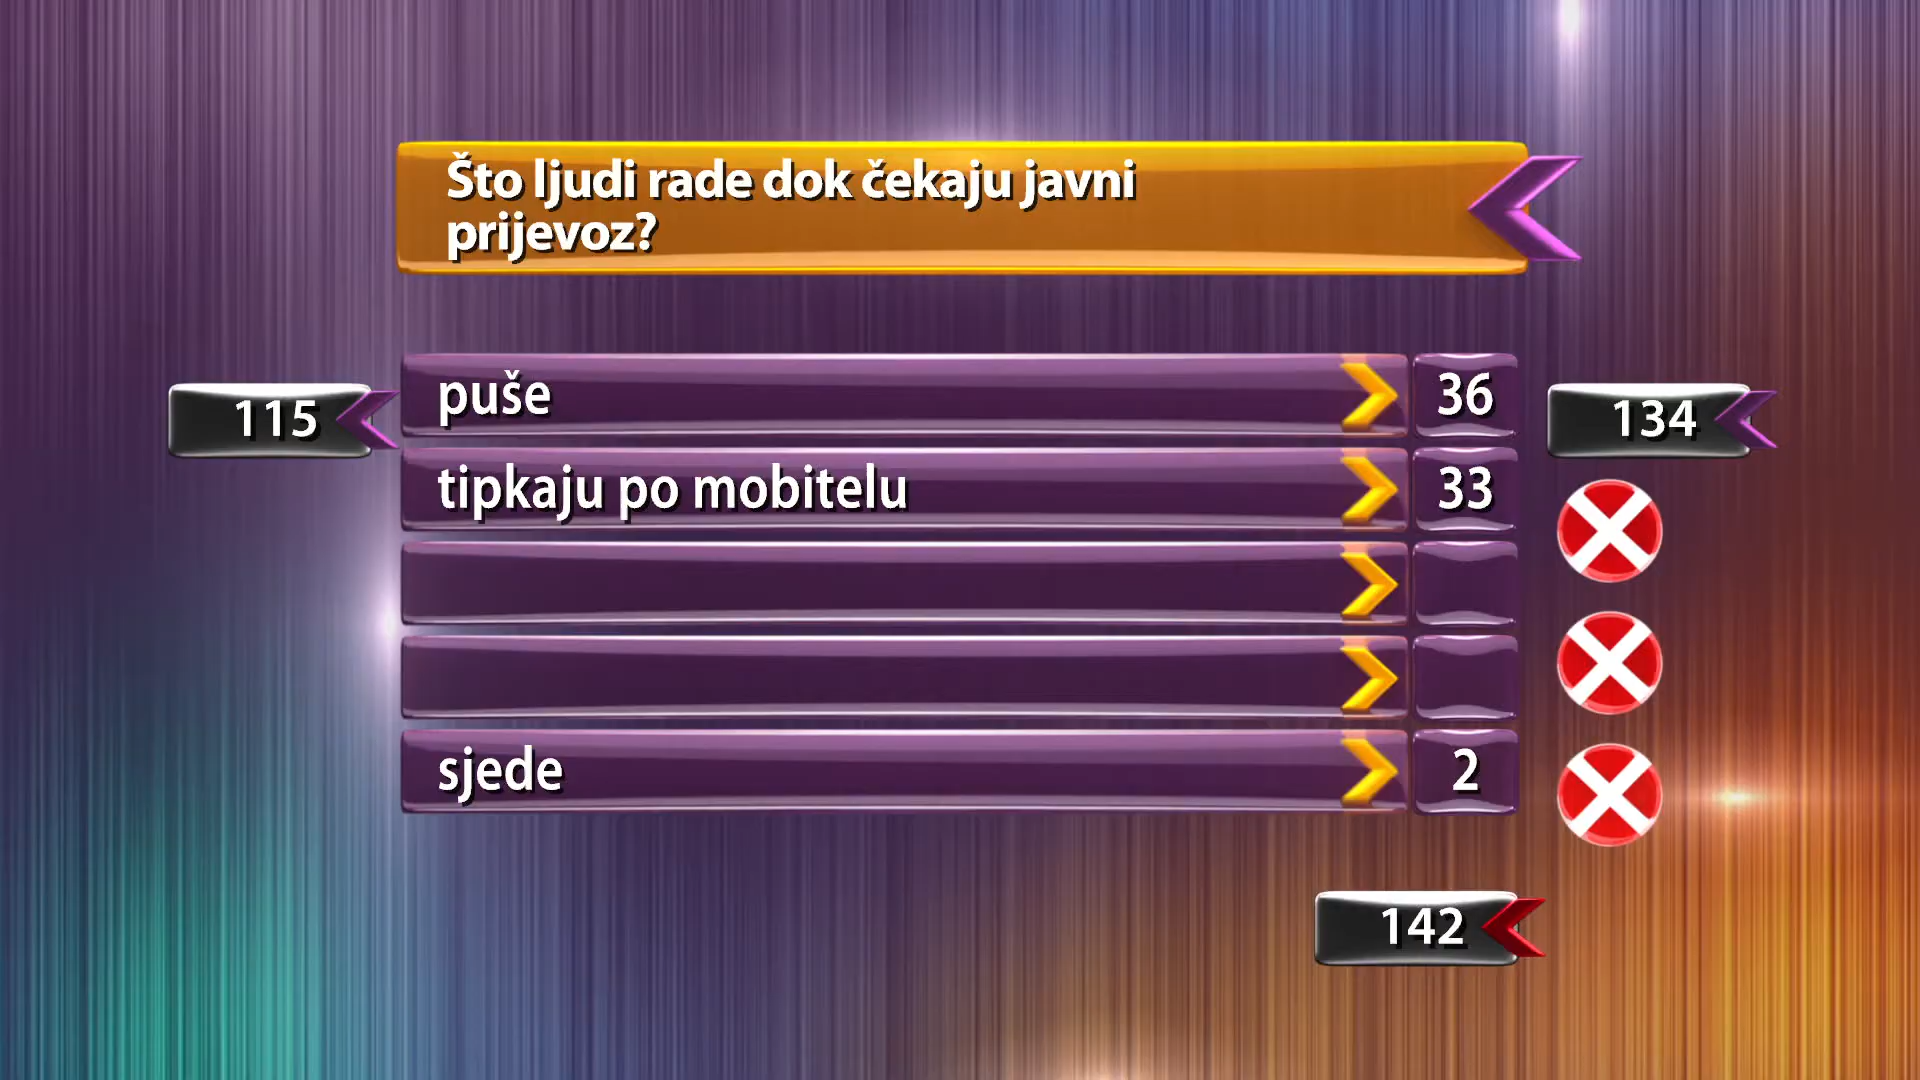 Što ljudi rade dok čekaju javni
prijevoz?
115
puše 36
134
tipkaju po mobitelu 33
sjede 2
142